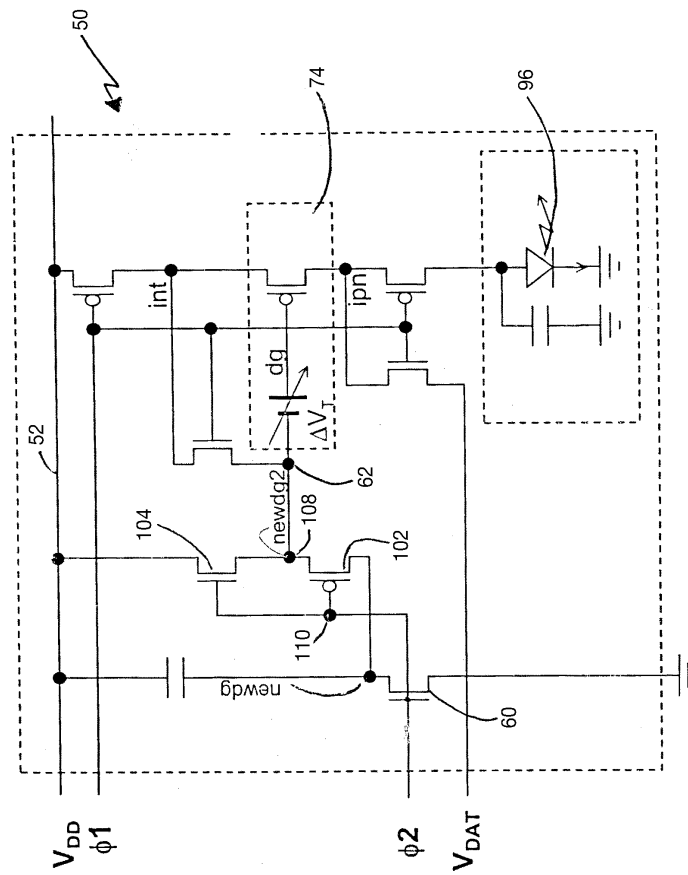 50
74
96
52
int
dg
ipn
ΔV_T
62
newdg2
104
108
102
110
newdg
60
V_DD
φ1
φ2
V_DAT